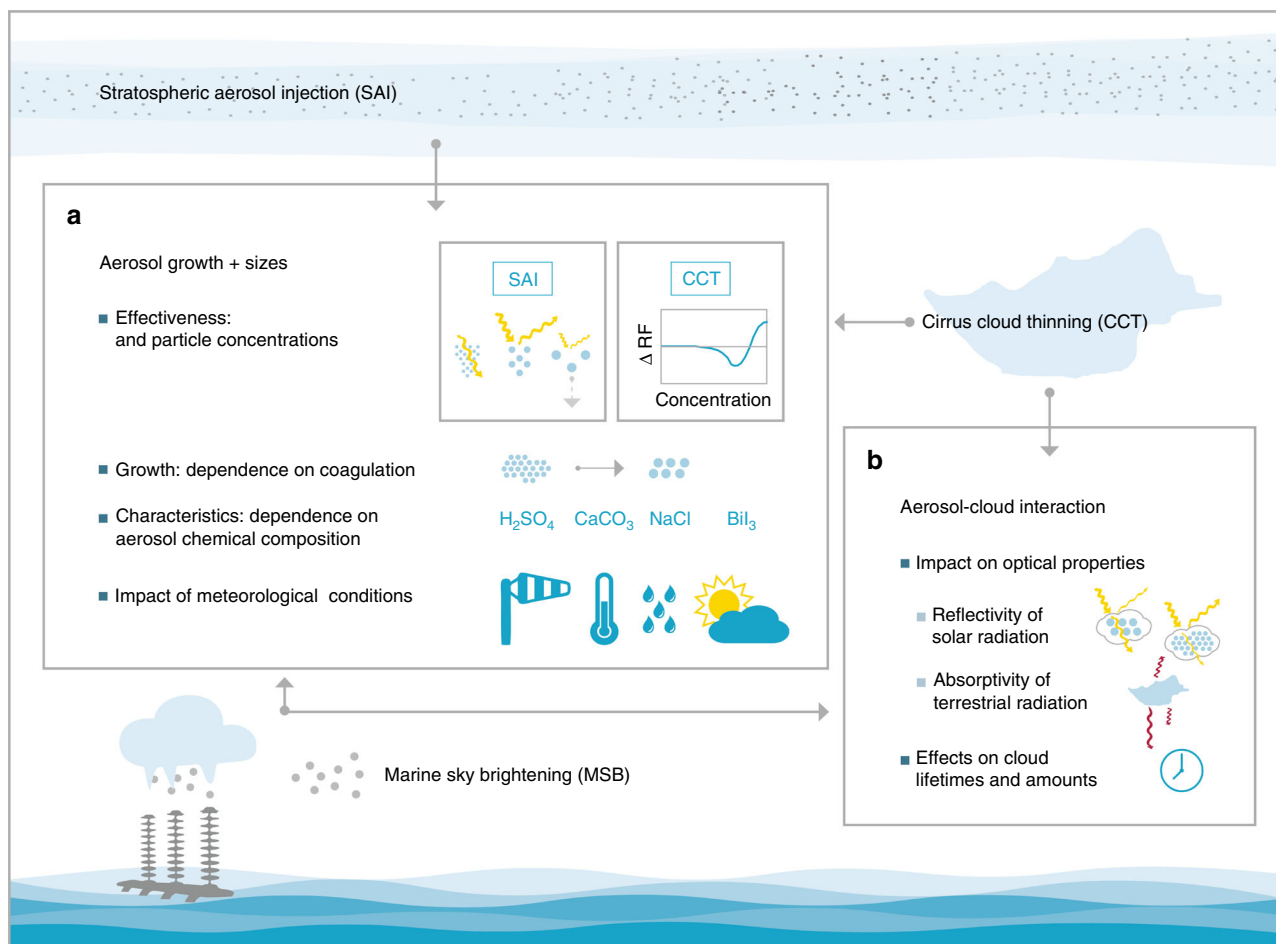 Stratospheric aerosol injection (SAI)
a
Aerosol growth + sizes
Effectiveness:
and particle concentrations
SAI
CCT
Δ RF
Concentration
Growth: dependence on coagulation
Characteristics: dependence on
aerosol chemical composition
H₂SO₄ CaCO₃ NaCl BiI₃
Impact of meteorological conditions
Cirrus cloud thinning (CCT)
b
Aerosol-cloud interaction
Impact on optical properties
Reflectivity of
solar radiation
Absorptivity of
terrestrial radiation
Effects on cloud
lifetimes and amounts
Marine sky brightening (MSB)